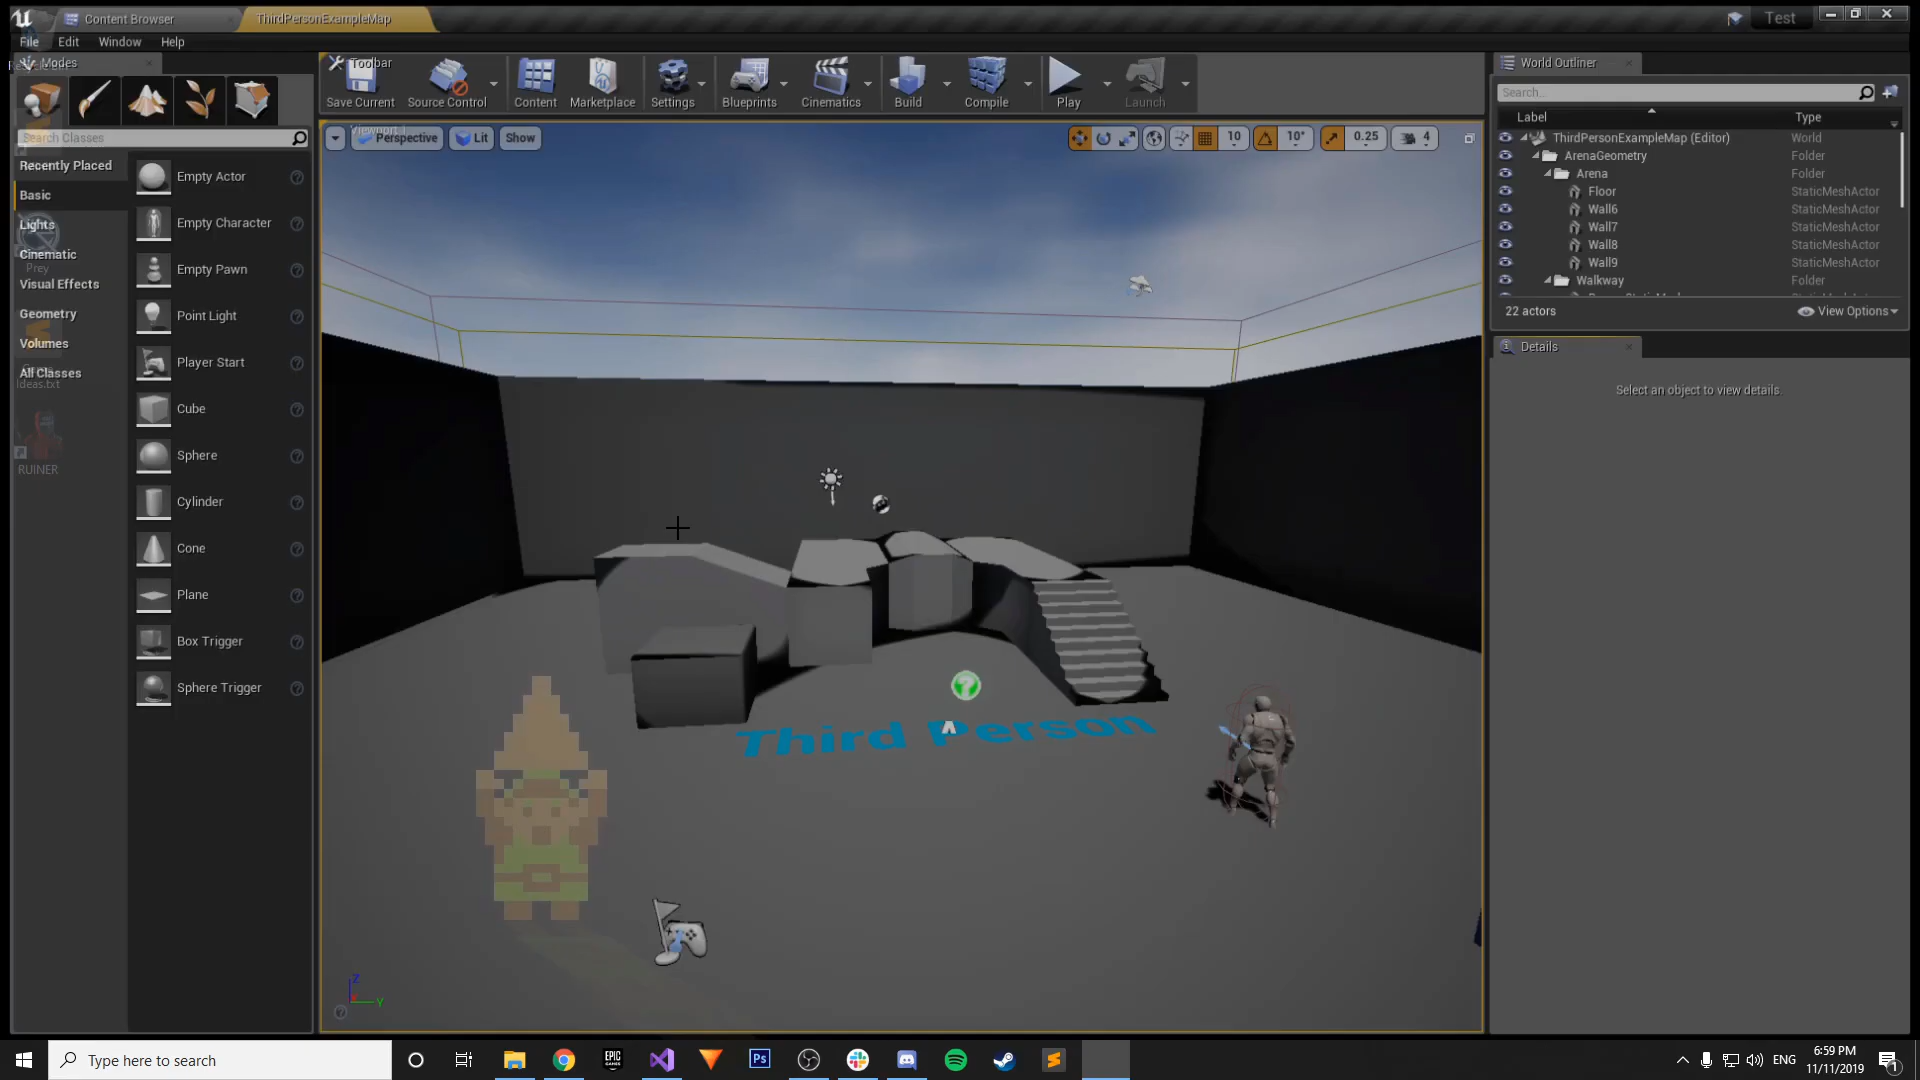 Content Browser
ThirdPersonExampleMap
Test
File Edit Window Help
Modes
Toolbar
World Outliner
Save Current
Source Control
Content
Marketplace
Settings
Blueprints
Cinematics
Build
Compile
Play
Launch
Search...
Label Type
Search Classes
Viewport 1
Perspective
Lit
Show
10
10°
0.25
4
ThirdPersonExampleMap (Editor) World
ArenaGeometry Folder
Arena Folder
Floor StaticMeshActor
Wall6 StaticMeshActor
Wall7 StaticMeshActor
Wall8 StaticMeshActor
Wall9 StaticMeshActor
Walkway Folder
22 actors
View Options
Details
Select an object to view details.
Recently Placed
Basic
Lights
Cinematic
Visual Effects
Geometry
Volumes
All Classes
Prey
Ideas.txt
RUINER
Empty Actor
Empty Character
Empty Pawn
Point Light
Player Start
Cube
Sphere
Cylinder
Cone
Plane
Box Trigger
Sphere Trigger
Third Person
Z
Y
Type here to search
EPIC GAMES
Ps
ENG
6:59 PM
11/11/2019
1